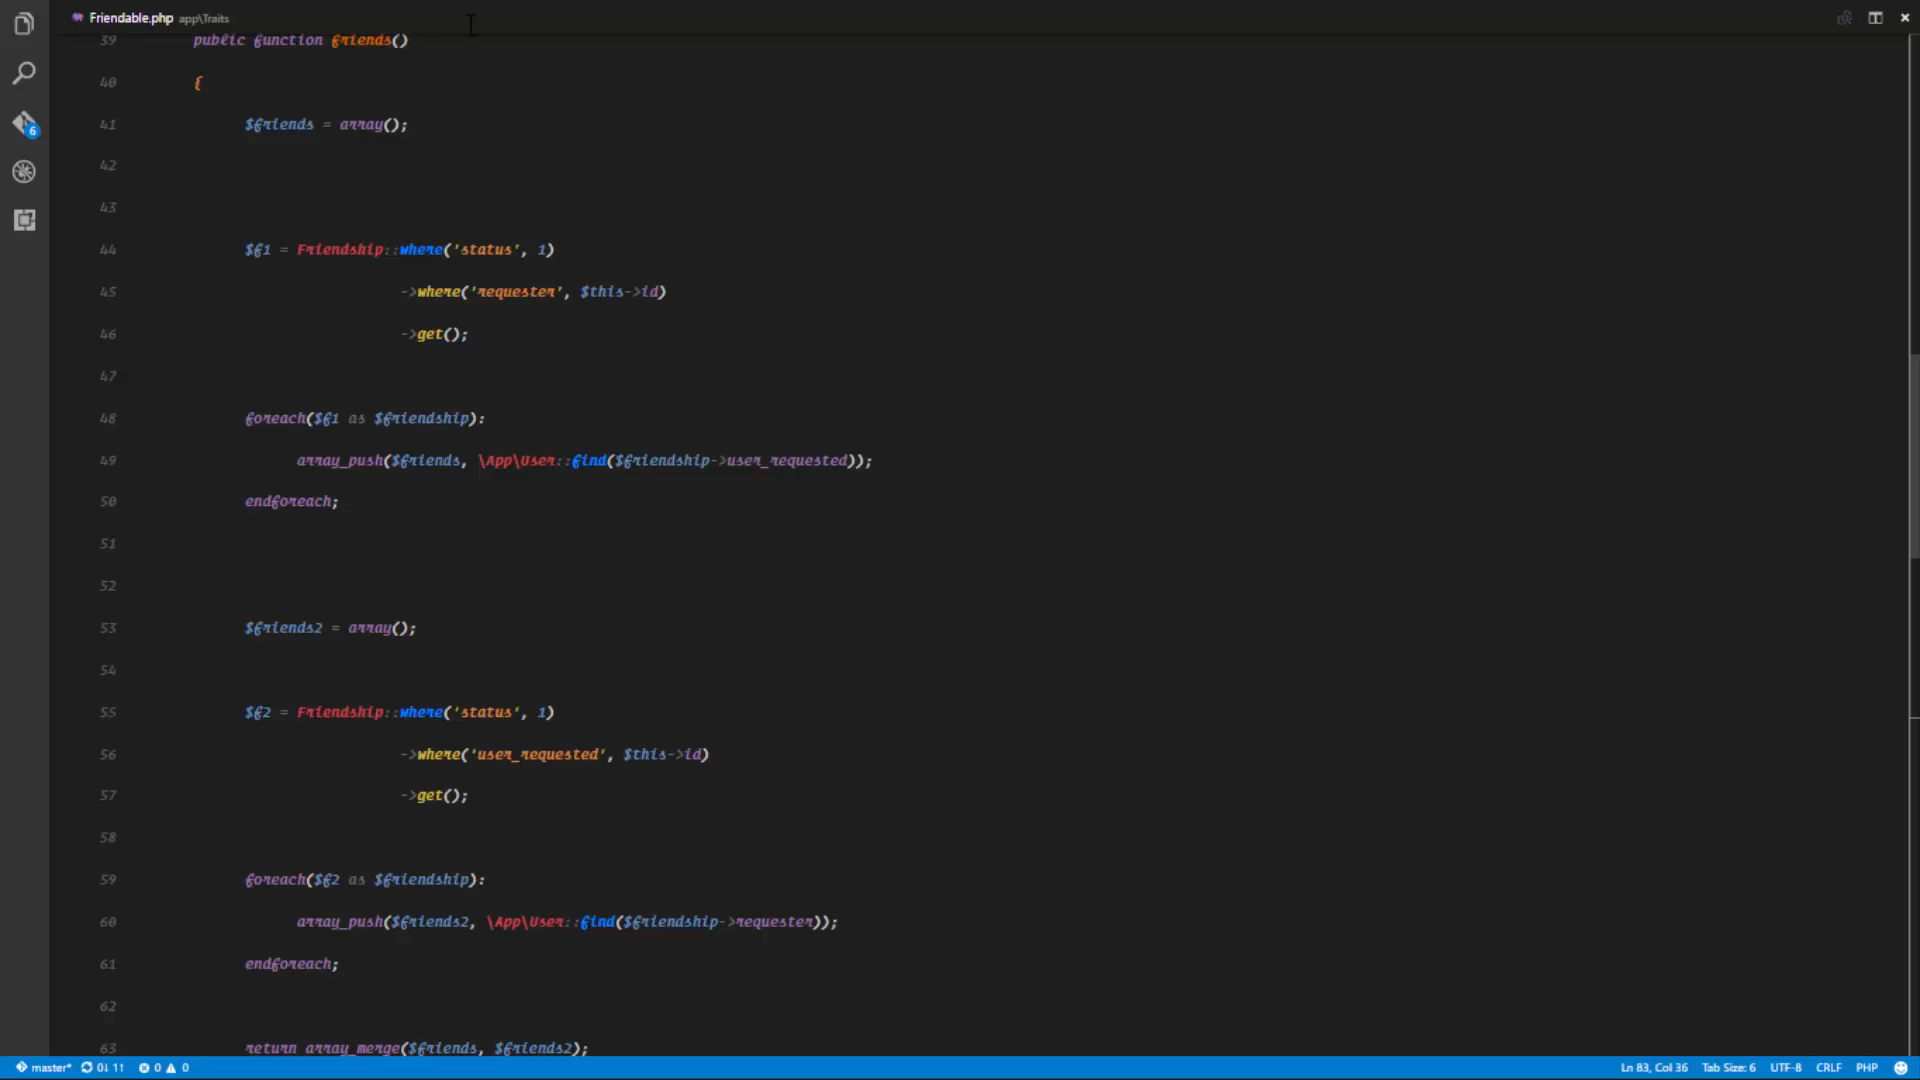 Friendable.php app\Traits
39 public function friends()
40 {
41 $friends = array();
42
43
44 $f1 = Friendship::where('status', 1)
45 ->where('requester', $this->id)
46 ->get();
47
48 foreach($f1 as $friendship):
49 array_push($friends, \App\User::find($friendship->user_requested));
50 endforeach;
51
52
53 $friends2 = array();
54
55 $f2 = Friendship::where('status', 1)
56 ->where('user_requested', $this->id)
57 ->get();
58
59 foreach($f2 as $friendship):
60 array_push($friends2, \App\User::find($friendship->requester));
61 endforeach;
62
63 return array_merge($friends, $friends2);
6
master* 0↓ 1↑ 0 0 Ln 83, Col 36 Tab Size: 6 UTF-8 CRLF PHP